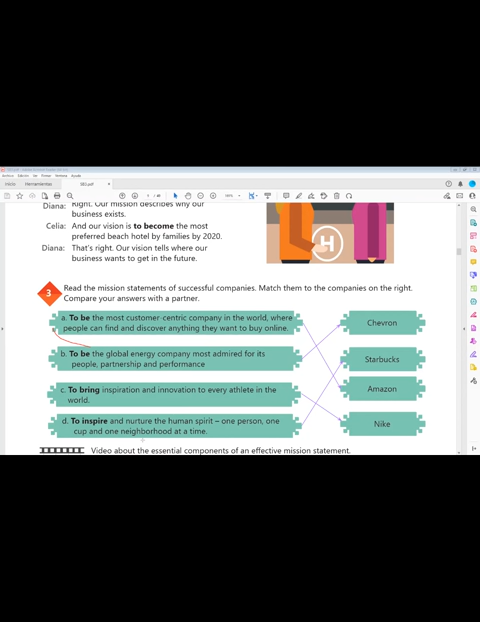 SB3.pdf
Inicio Herramientas SB3.pdf
Diana: Right. Our mission describes why our
business exists.
Celia: And our vision is to become the most
preferred beach hotel by families by 2020.
Diana: That's right. Our vision tells where our
business wants to get in the future.
H
3 Read the mission statements of successful companies. Match them to the companies on the right.
Compare your answers with a partner.
a. To be the most customer-centric company in the world, where
people can find and discover anything they want to buy online.
Chevron
b. To be the global energy company most admired for its
people, partnership and performance
Starbucks
c. To bring inspiration and innovation to every athlete in the
world.
Amazon
d. To inspire and nurture the human spirit – one person, one
cup and one neighborhood at a time.
Nike
Video about the essential components of an effective mission statement.